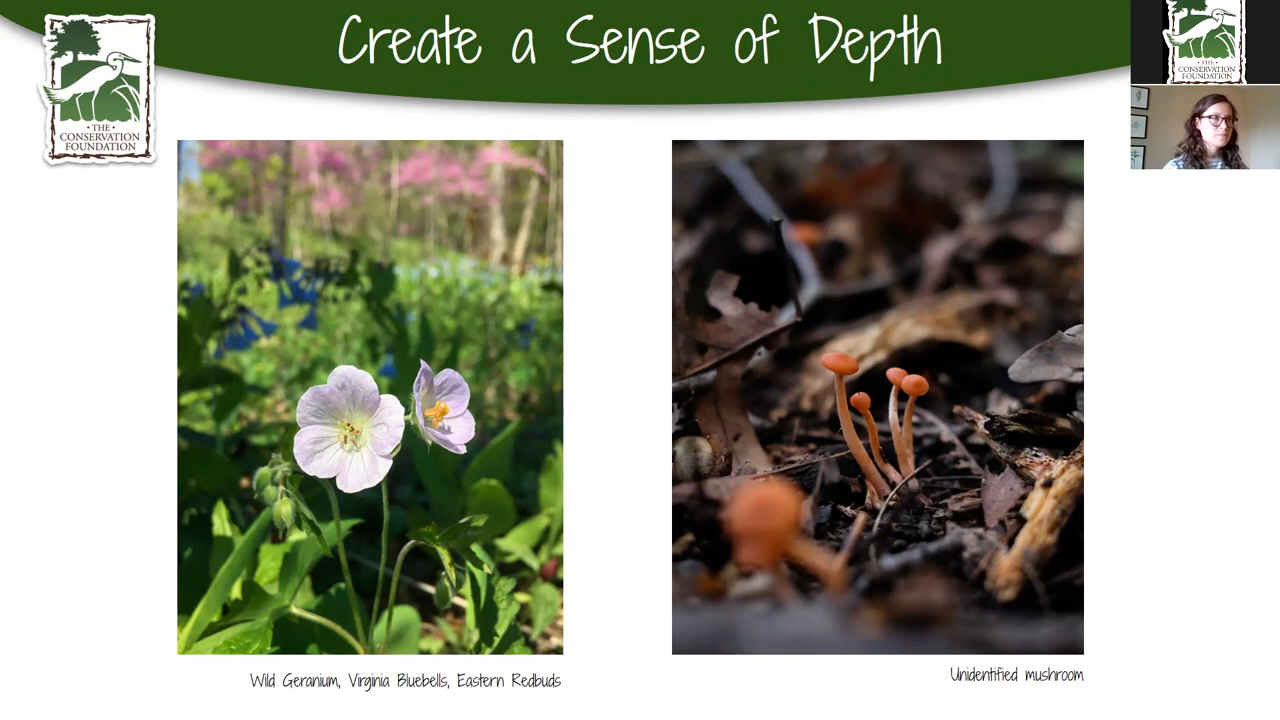 Create a Sense of Depth
• THE •
CONSERVATION
FOUNDATION
• THE •
CONSERVATION
FOUNDATION
Wild Geranium, Virginia Bluebells, Eastern Redbuds
Unidentified mushroom